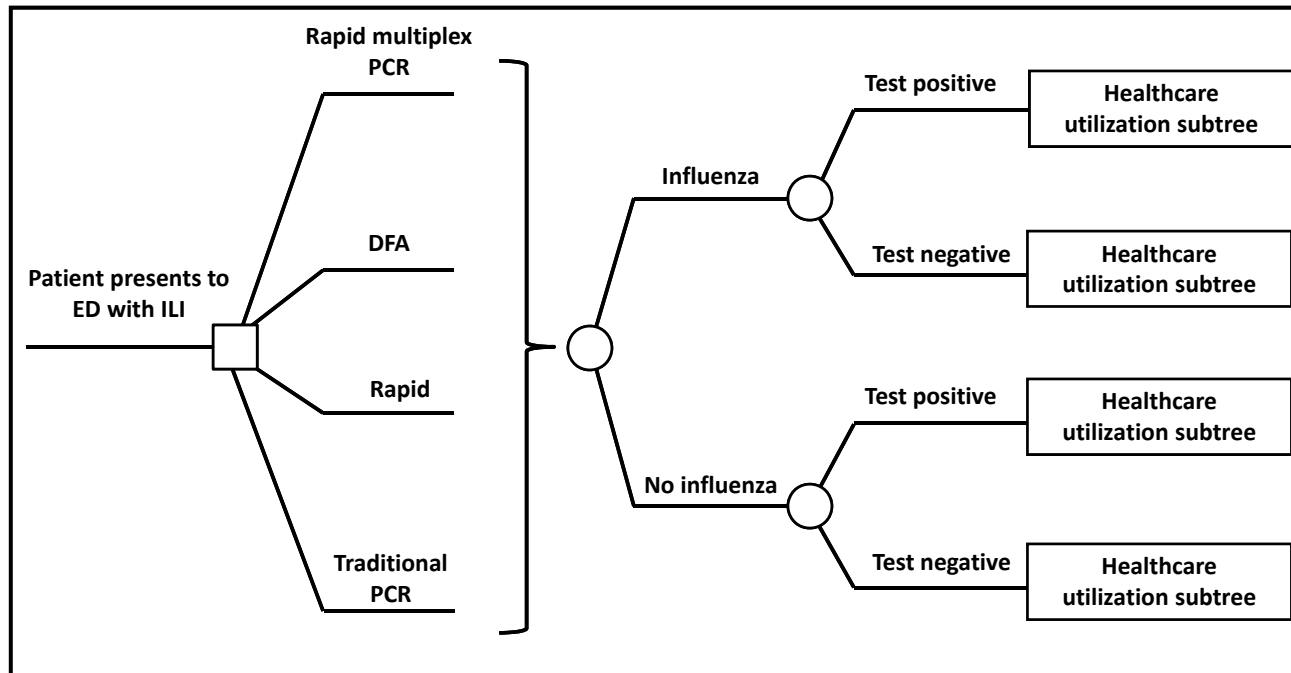 Rapid multiplex
PCR
DFA
Patient presents to
ED with ILI
Rapid
Traditional
PCR
Influenza
No influenza
Test positive
Healthcare
utilization subtree
Test negative
Healthcare
utilization subtree
Test positive
Healthcare
utilization subtree
Test negative
Healthcare
utilization subtree